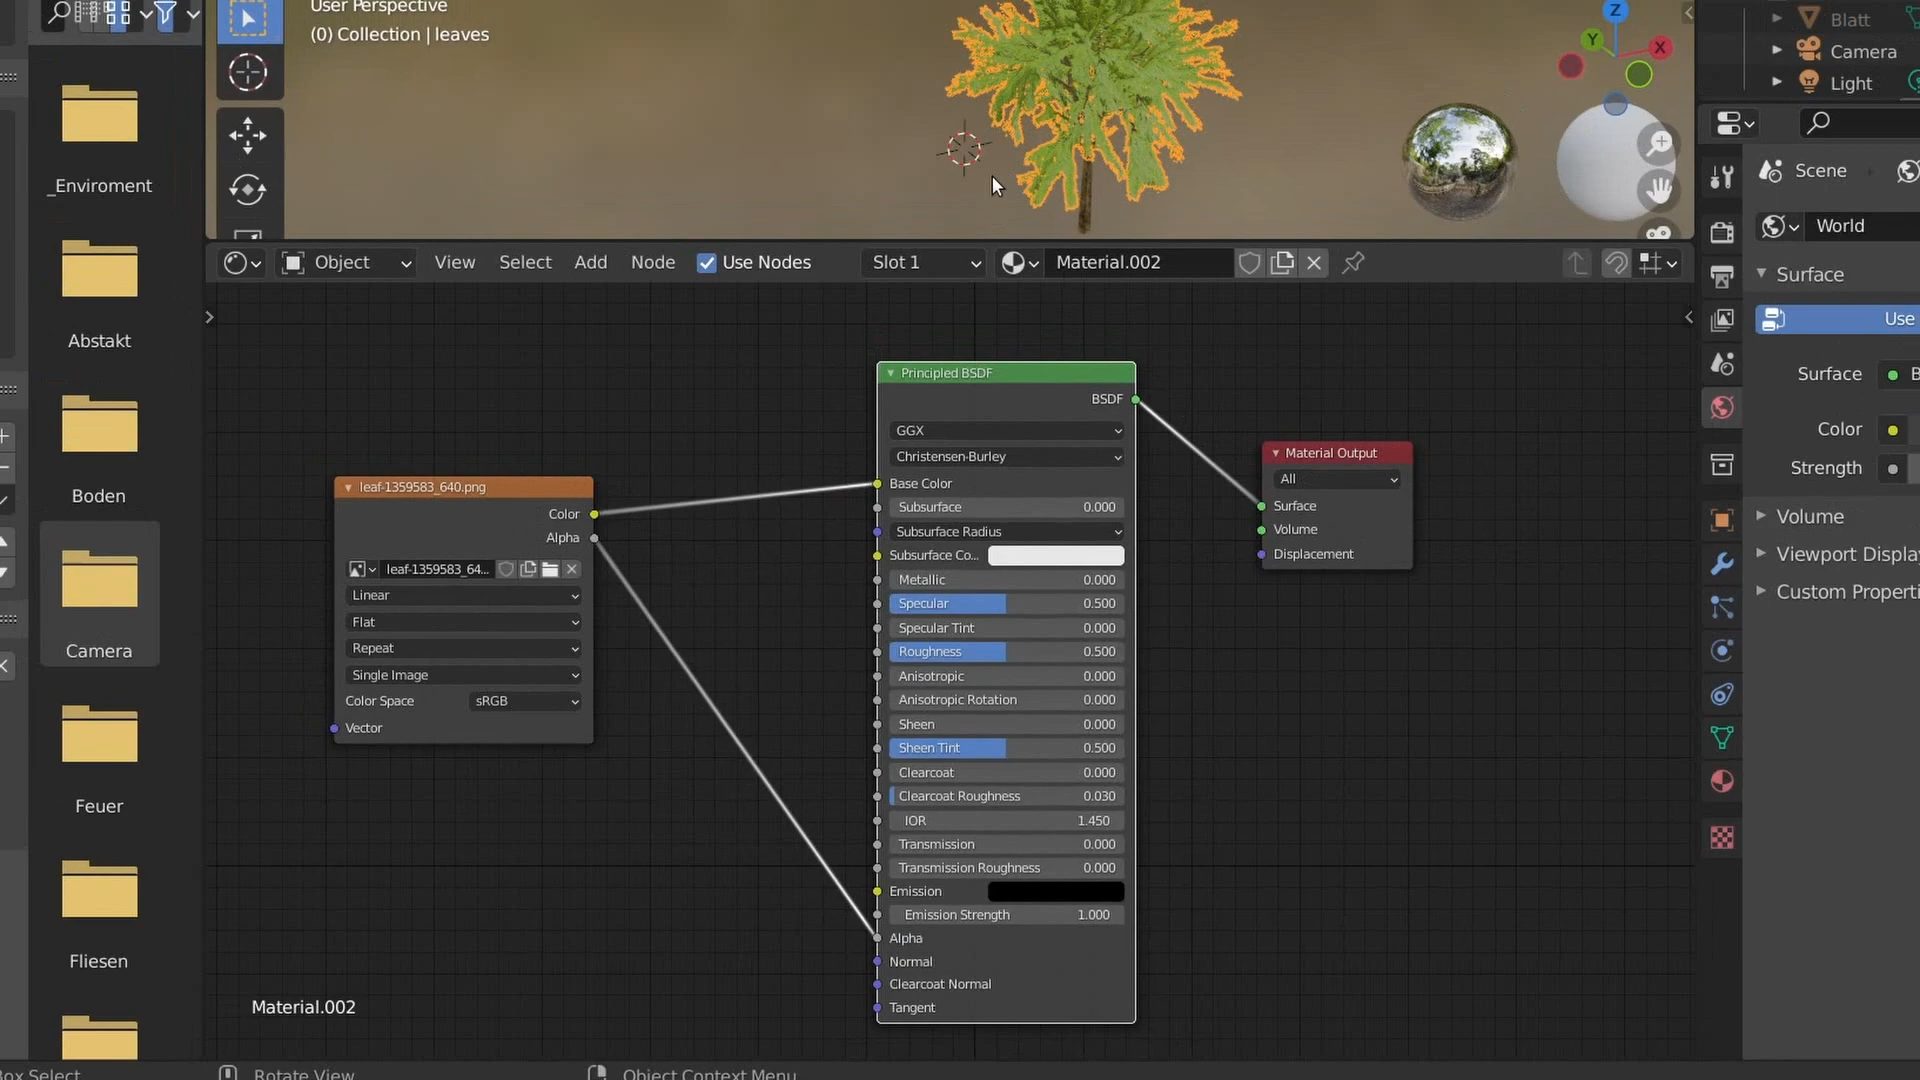 User Perspective
(0) Collection | leaves
Z
Y
X
Blatt
Camera
Light
_Enviroment
Abstakt
Boden
Camera
Feuer
Fliesen
Object
View
Select
Add
Node
Use Nodes
Slot 1
Material.002
Scene
World
Surface
Use
Surface
B
Color
Strength
Volume
Viewport Displa
Custom Properti
leaf-1359583_640.png
Color
Alpha
leaf-1359583_64...
Linear
Flat
Repeat
Single Image
Color Space
sRGB
Vector
Principled BSDF
BSDF
GGX
Christensen-Burley
Base Color
Subsurface 0.000
Subsurface Radius
Subsurface Co...
Metallic 0.000
Specular 0.500
Specular Tint 0.000
Roughness 0.500
Anisotropic 0.000
Anisotropic Rotation 0.000
Sheen 0.000
Sheen Tint 0.500
Clearcoat 0.000
Clearcoat Roughness 0.030
IOR 1.450
Transmission 0.000
Transmission Roughness 0.000
Emission
Emission Strength 1.000
Alpha
Normal
Clearcoat Normal
Tangent
Material Output
All
Surface
Volume
Displacement
Material.002
Box Select
Rotate View
Object Context Menu